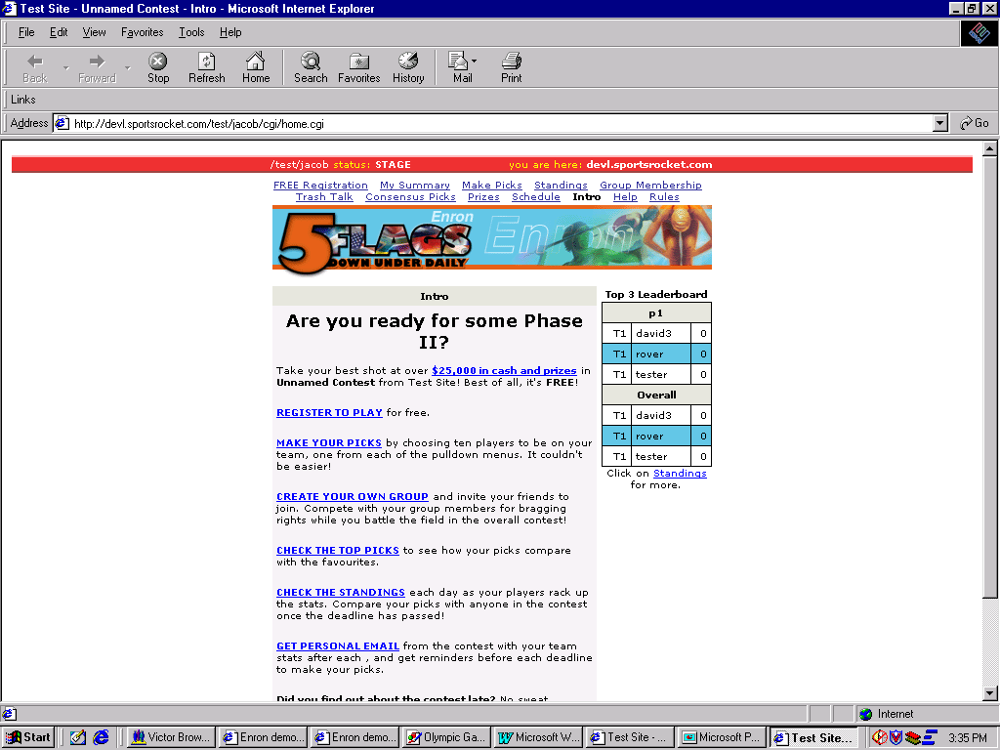 Test Site - Unnamed Contest - Intro - Microsoft Internet Explorer
File Edit View Favorites Tools Help
Back Forward Stop Refresh Home Search Favorites History Mail Print
Links
Address http://devl.sportsrocket.com/test/jacob/cgi/home.cgi Go
/test/jacob status: STAGE you are here: devl.sportsrocket.com
FREE Registration My Summary Make Picks Standings Group Membership
Trash Talk Consensus Picks Prizes Schedule Intro Help Rules
Enron
5 FLAGS Enron
DOWN UNDER DAILY
Intro
Are you ready for some Phase
II?
Take your best shot at over $25,000 in cash and prizes in
Unnamed Contest from Test Site! Best of all, it's FREE!
REGISTER TO PLAY for free.
MAKE YOUR PICKS by choosing ten players to be on your
team, one from each of the pulldown menus. It couldn't
be easier!
CREATE YOUR OWN GROUP and invite your friends to
join. Compete with your group members for bragging
rights while you battle the field in the overall contest!
CHECK THE TOP PICKS to see how your picks compare
with the favourites.
CHECK THE STANDINGS each day as your players rack up
the stats. Compare your picks with anyone in the contest
once the deadline has passed!
GET PERSONAL EMAIL from the contest with your team
stats after each , and get reminders before each deadline
to make your picks.
Did you find out about the contest late? No sweat
Top 3 Leaderboard
p1
T1 david3 0
T1 rover 0
T1 tester 0
Overall
T1 david3 0
T1 rover 0
T1 tester 0
Click on Standings
for more.
Internet
Start Victor Brow... Enron demo... Enron demo... Olympic Ga... Microsoft W... Test Site - ... Microsoft P... Test Site... 3:35 PM